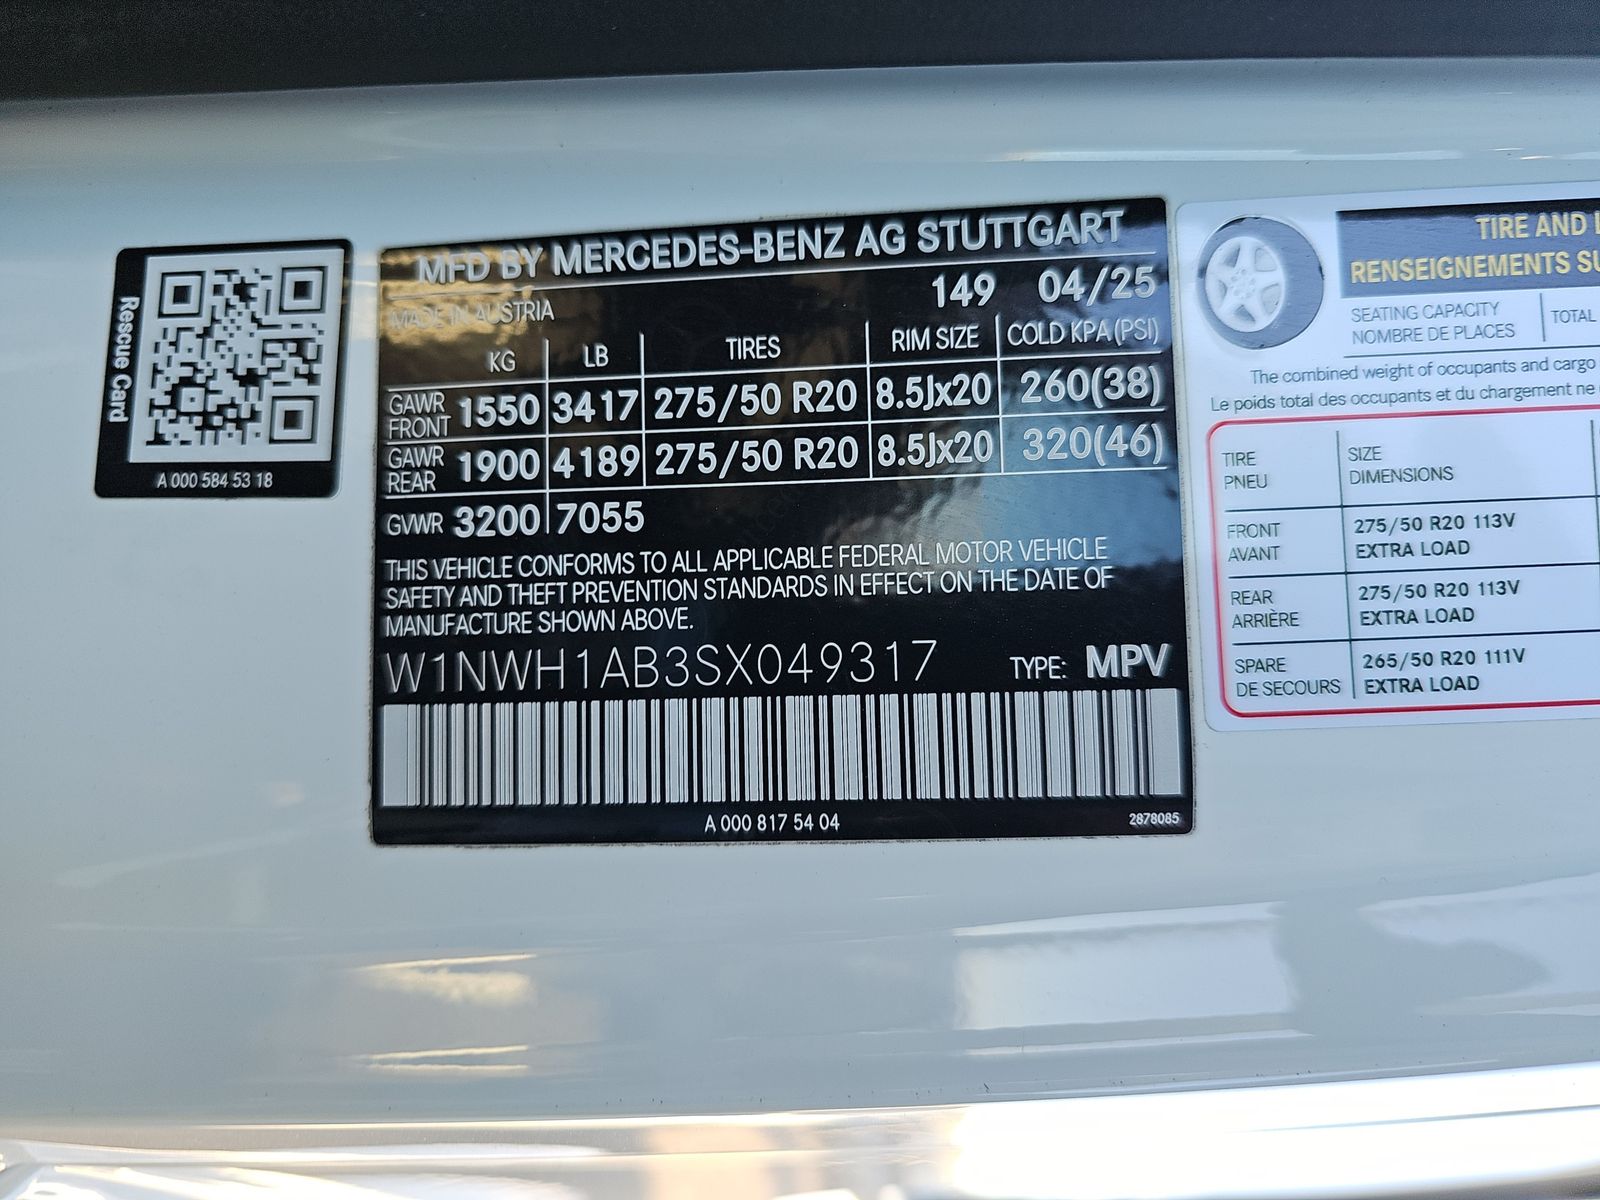 Rescue Card
A 000 584 53 18
MFD BY MERCEDES-BENZ AG STUTTGART
MADE IN AUSTRIA 149 04/25
KG LB TIRES RIM SIZE COLD KPA(PSI)
GAWR FRONT 1550 3417 275/50 R20 8.5Jx20 260(38)
GAWR REAR 1900 4189 275/50 R20 8.5Jx20 320(46)
GVWR 3200 7055
THIS VEHICLE CONFORMS TO ALL APPLICABLE FEDERAL MOTOR VEHICLE
SAFETY AND THEFT PREVENTION STANDARDS IN EFFECT ON THE DATE OF
MANUFACTURE SHOWN ABOVE.
W1NWH1AB3SX049317 TYPE: MPV
A 000 817 54 04 2878085
TIRE AND
RENSEIGNEMENTS
SEATING CAPACITY
NOMBRE DE PLACES
TOTAL
The combined weight of occupants and cargo
Le poids total des occupants et du chargement ne
TIRE
PNEU
SIZE
DIMENSIONS
FRONT
AVANT
275/50 R20 113V
EXTRA LOAD
REAR
ARRIÈRE
275/50 R20 113V
EXTRA LOAD
SPARE
DE SECOURS
265/50 R20 111V
EXTRA LOAD